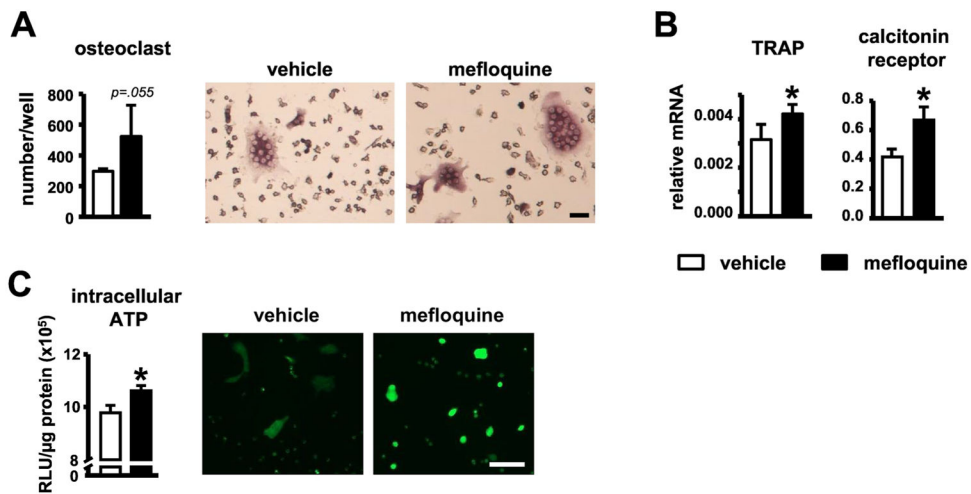 A
osteoclast
number/well
800
600
400
200
0
p=.055
vehicle
mefloquine
B
TRAP
calcitonin
receptor
relative mRNA
0.004
0.002
0.000
*
0.8
0.6
0.4
0.2
0.0
*
vehicle
mefloquine
C
intracellular
ATP
RLU/µg protein (x10⁵)
12
10
8
0
*
vehicle
mefloquine